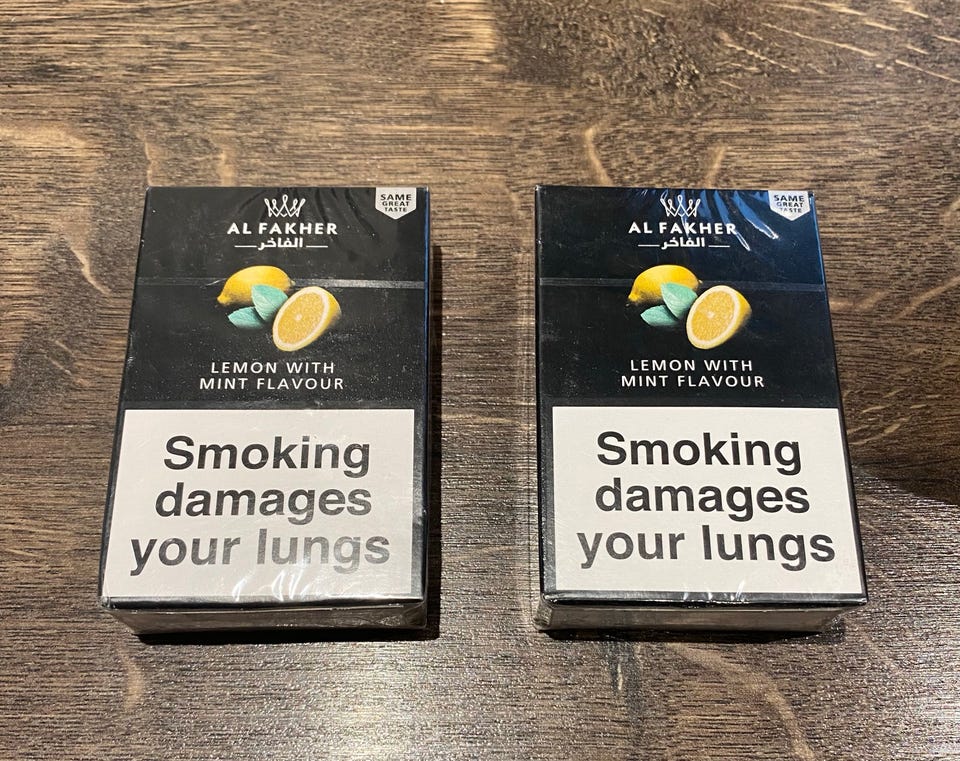 SAME
GREAT
TASTE
AL FAKHER
الفاخر
LEMON WITH
MINT FLAVOUR
Smoking
damages
your lungs
SAME
GREAT
TASTE
AL FAKHER
الفاخر
LEMON WITH
MINT FLAVOUR
Smoking
damages
your lungs